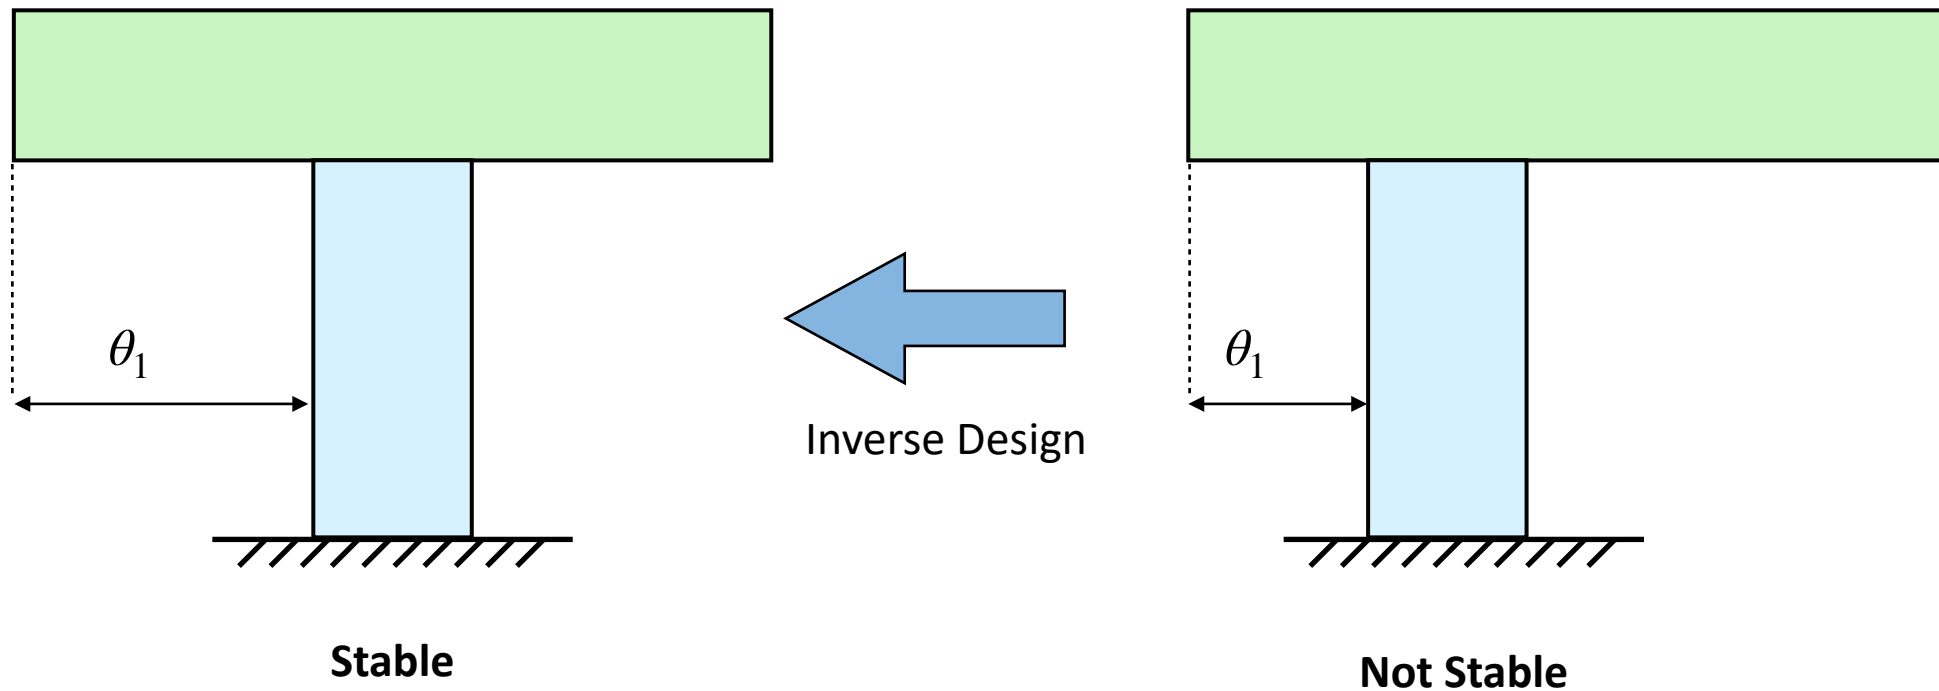 θ₁
θ₁
Inverse Design
Stable
Not Stable